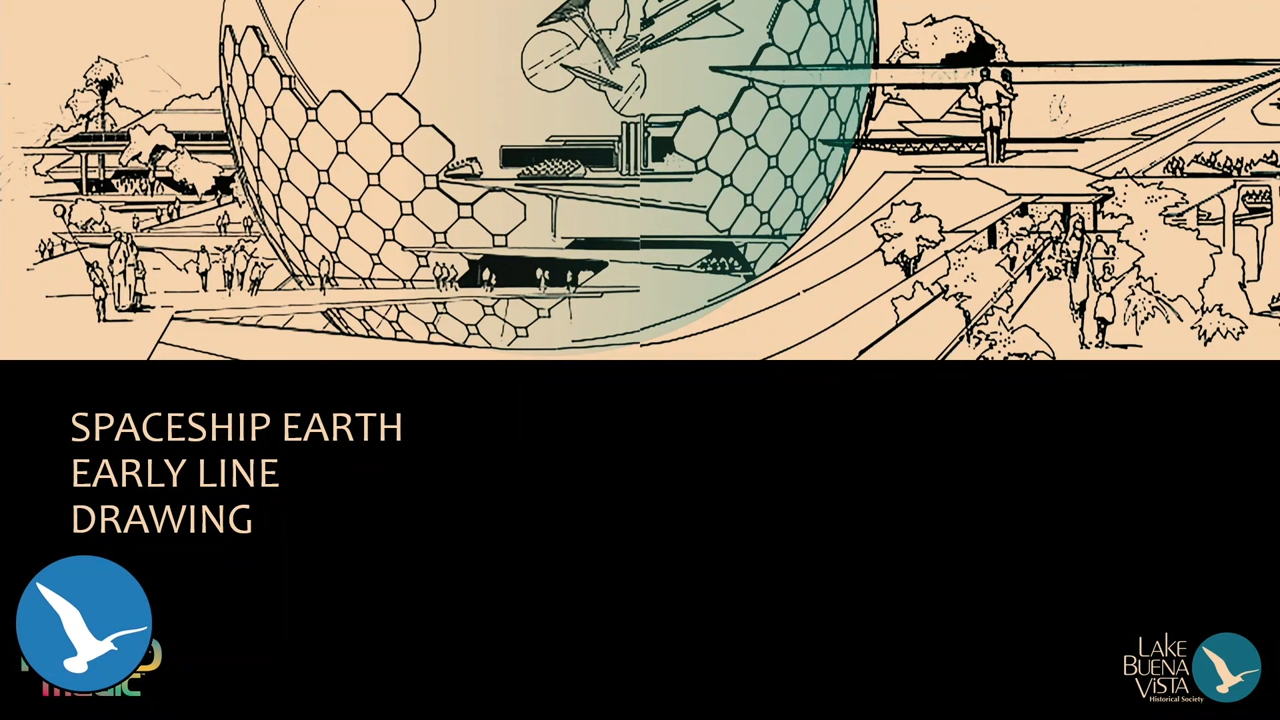 SPACESHIP EARTH
EARLY LINE
DRAWING
LAKE
BUENA
VISTA
Historical Society